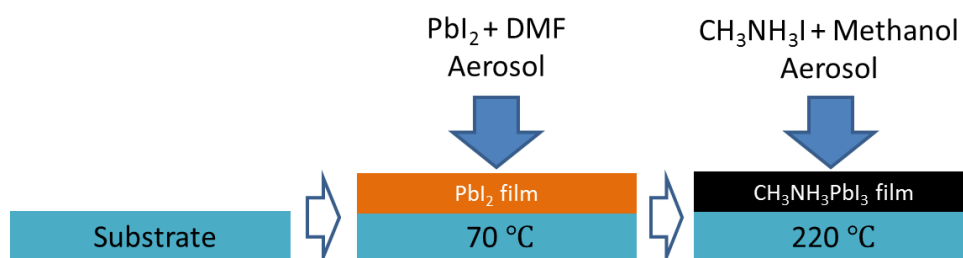 PbI₂ + DMF
Aerosol
CH₃NH₃I + Methanol
Aerosol
PbI₂ film
CH₃NH₃PbI₃ film
Substrate
70 ℃
220 ℃